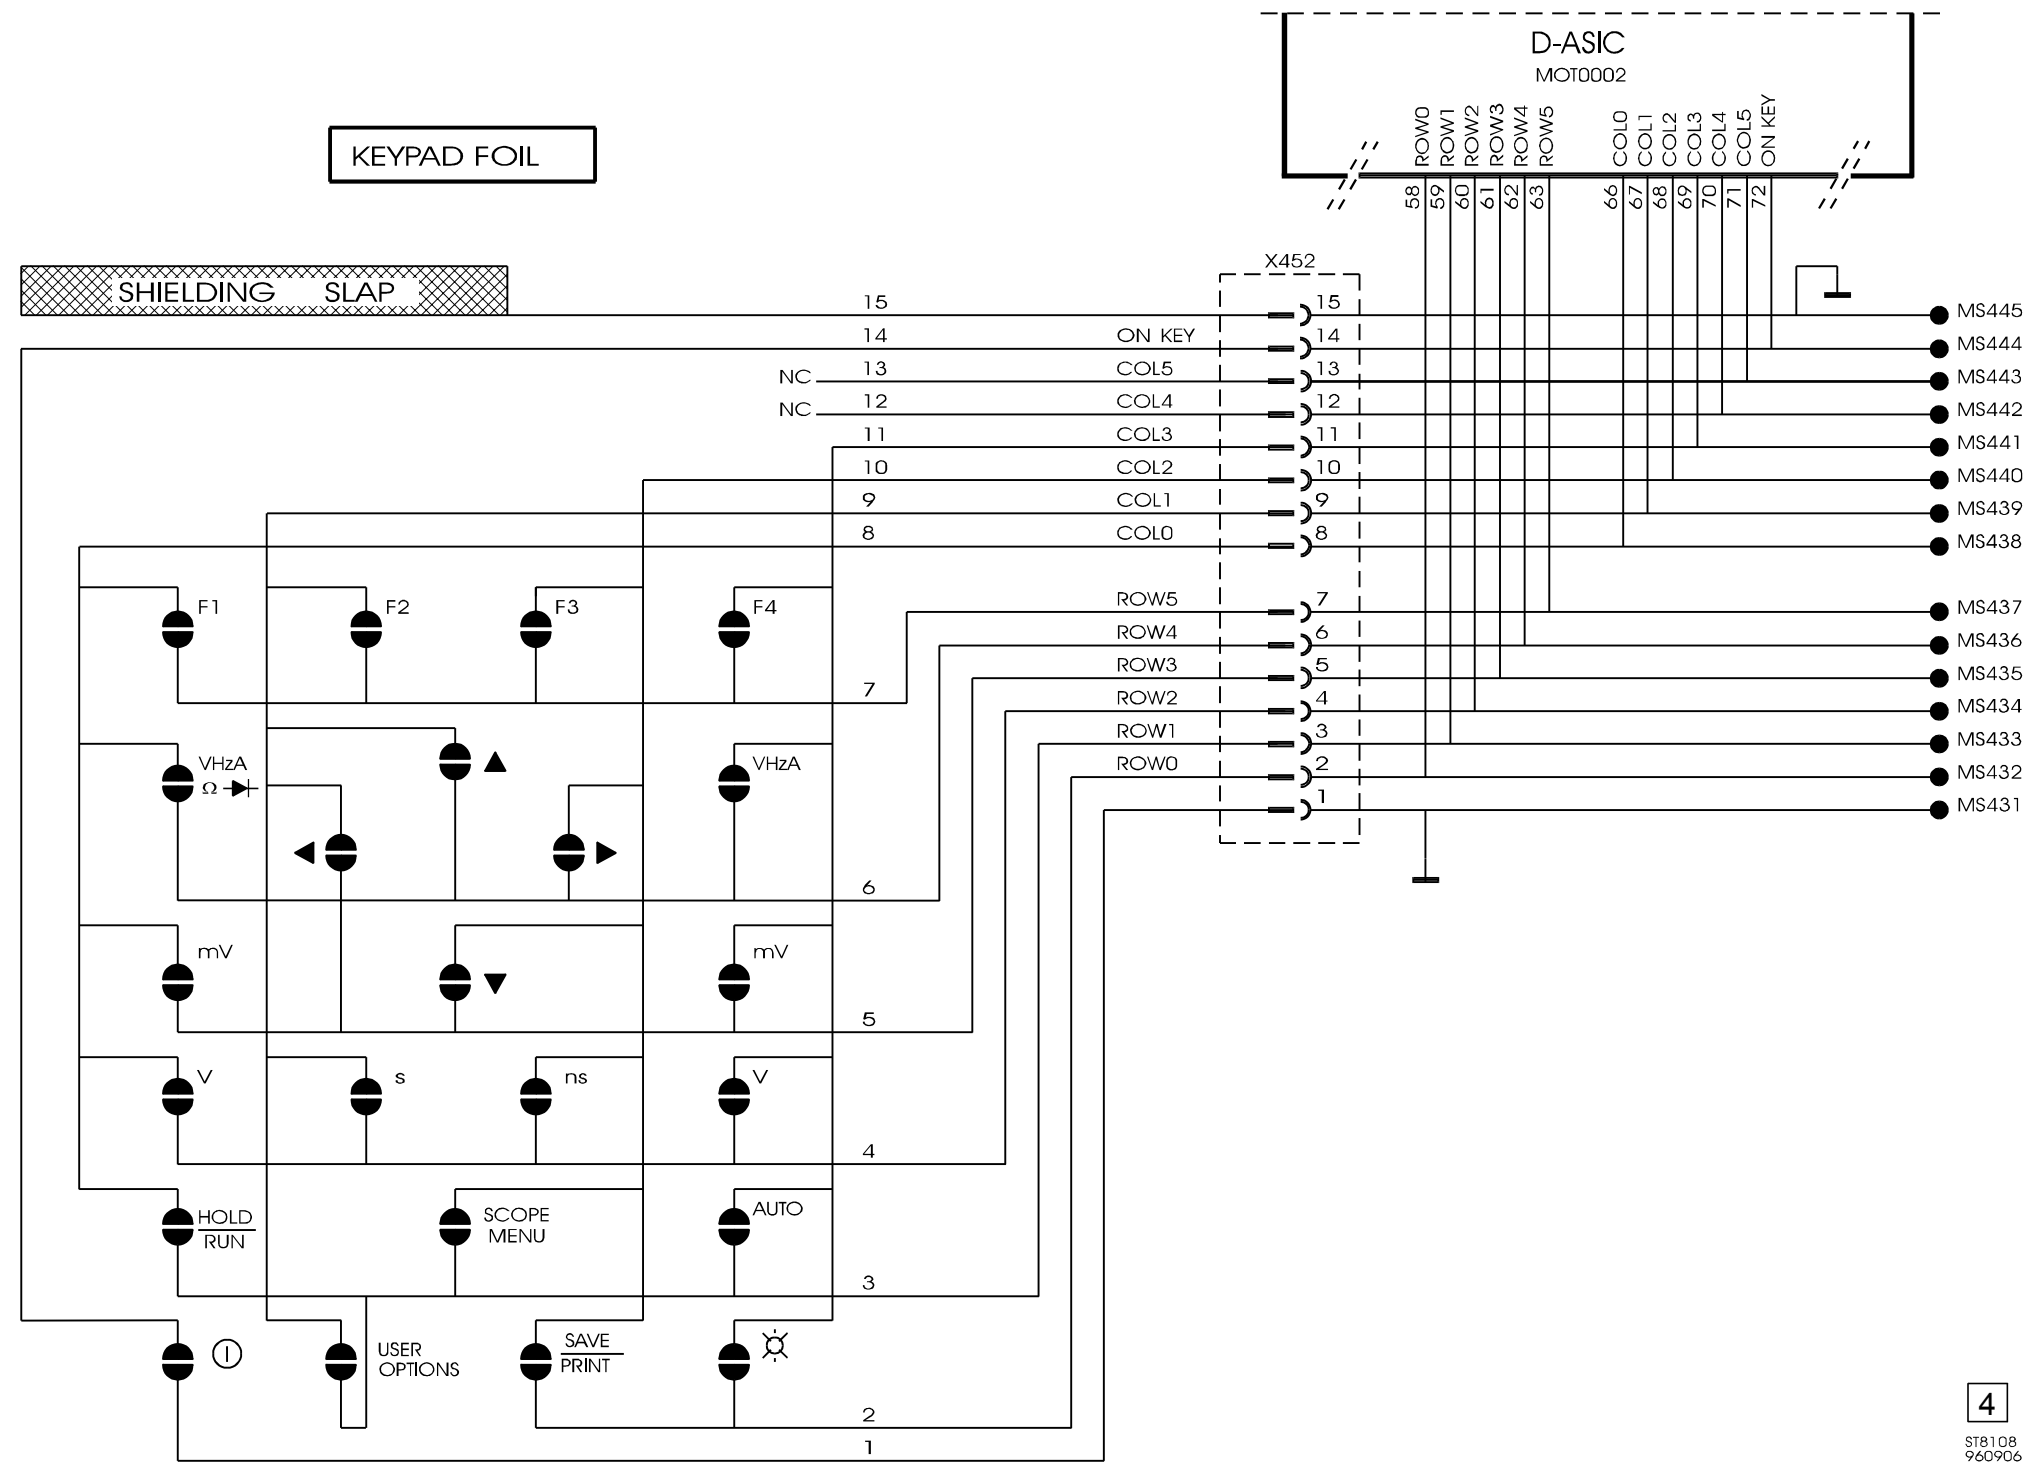 D-ASIC
MOT0002
ROW0
ROW1
ROW2
ROW3
ROW4
ROW5
COL0
COL1
COL2
COL3
COL4
COL5
ON KEY
58
59
60
61
62
63
66
67
68
69
70
71
72
KEYPAD FOIL
X452
SHIELDING SLAP
15 15 MS445
14 ON KEY 14 MS444
NC 13 COL5 13 MS443
NC 12 COL4 12 MS442
11 COL3 11 MS441
10 COL2 10 MS440
9 COL1 9 MS439
8 COL0 8 MS438
ROW5 7 MS437
ROW4 6 MS436
ROW3 5 MS435
ROW2 4 MS434
ROW1 3 MS433
ROW0 2 MS432
1 MS431
F1 F2 F3 F4
7
VHzA VHzA
Ω
6
mV mV
5
V s ns V
4
HOLD
RUN
SCOPE
MENU
AUTO
3
USER
OPTIONS
SAVE
PRINT
2
1
4
ST8108
960906